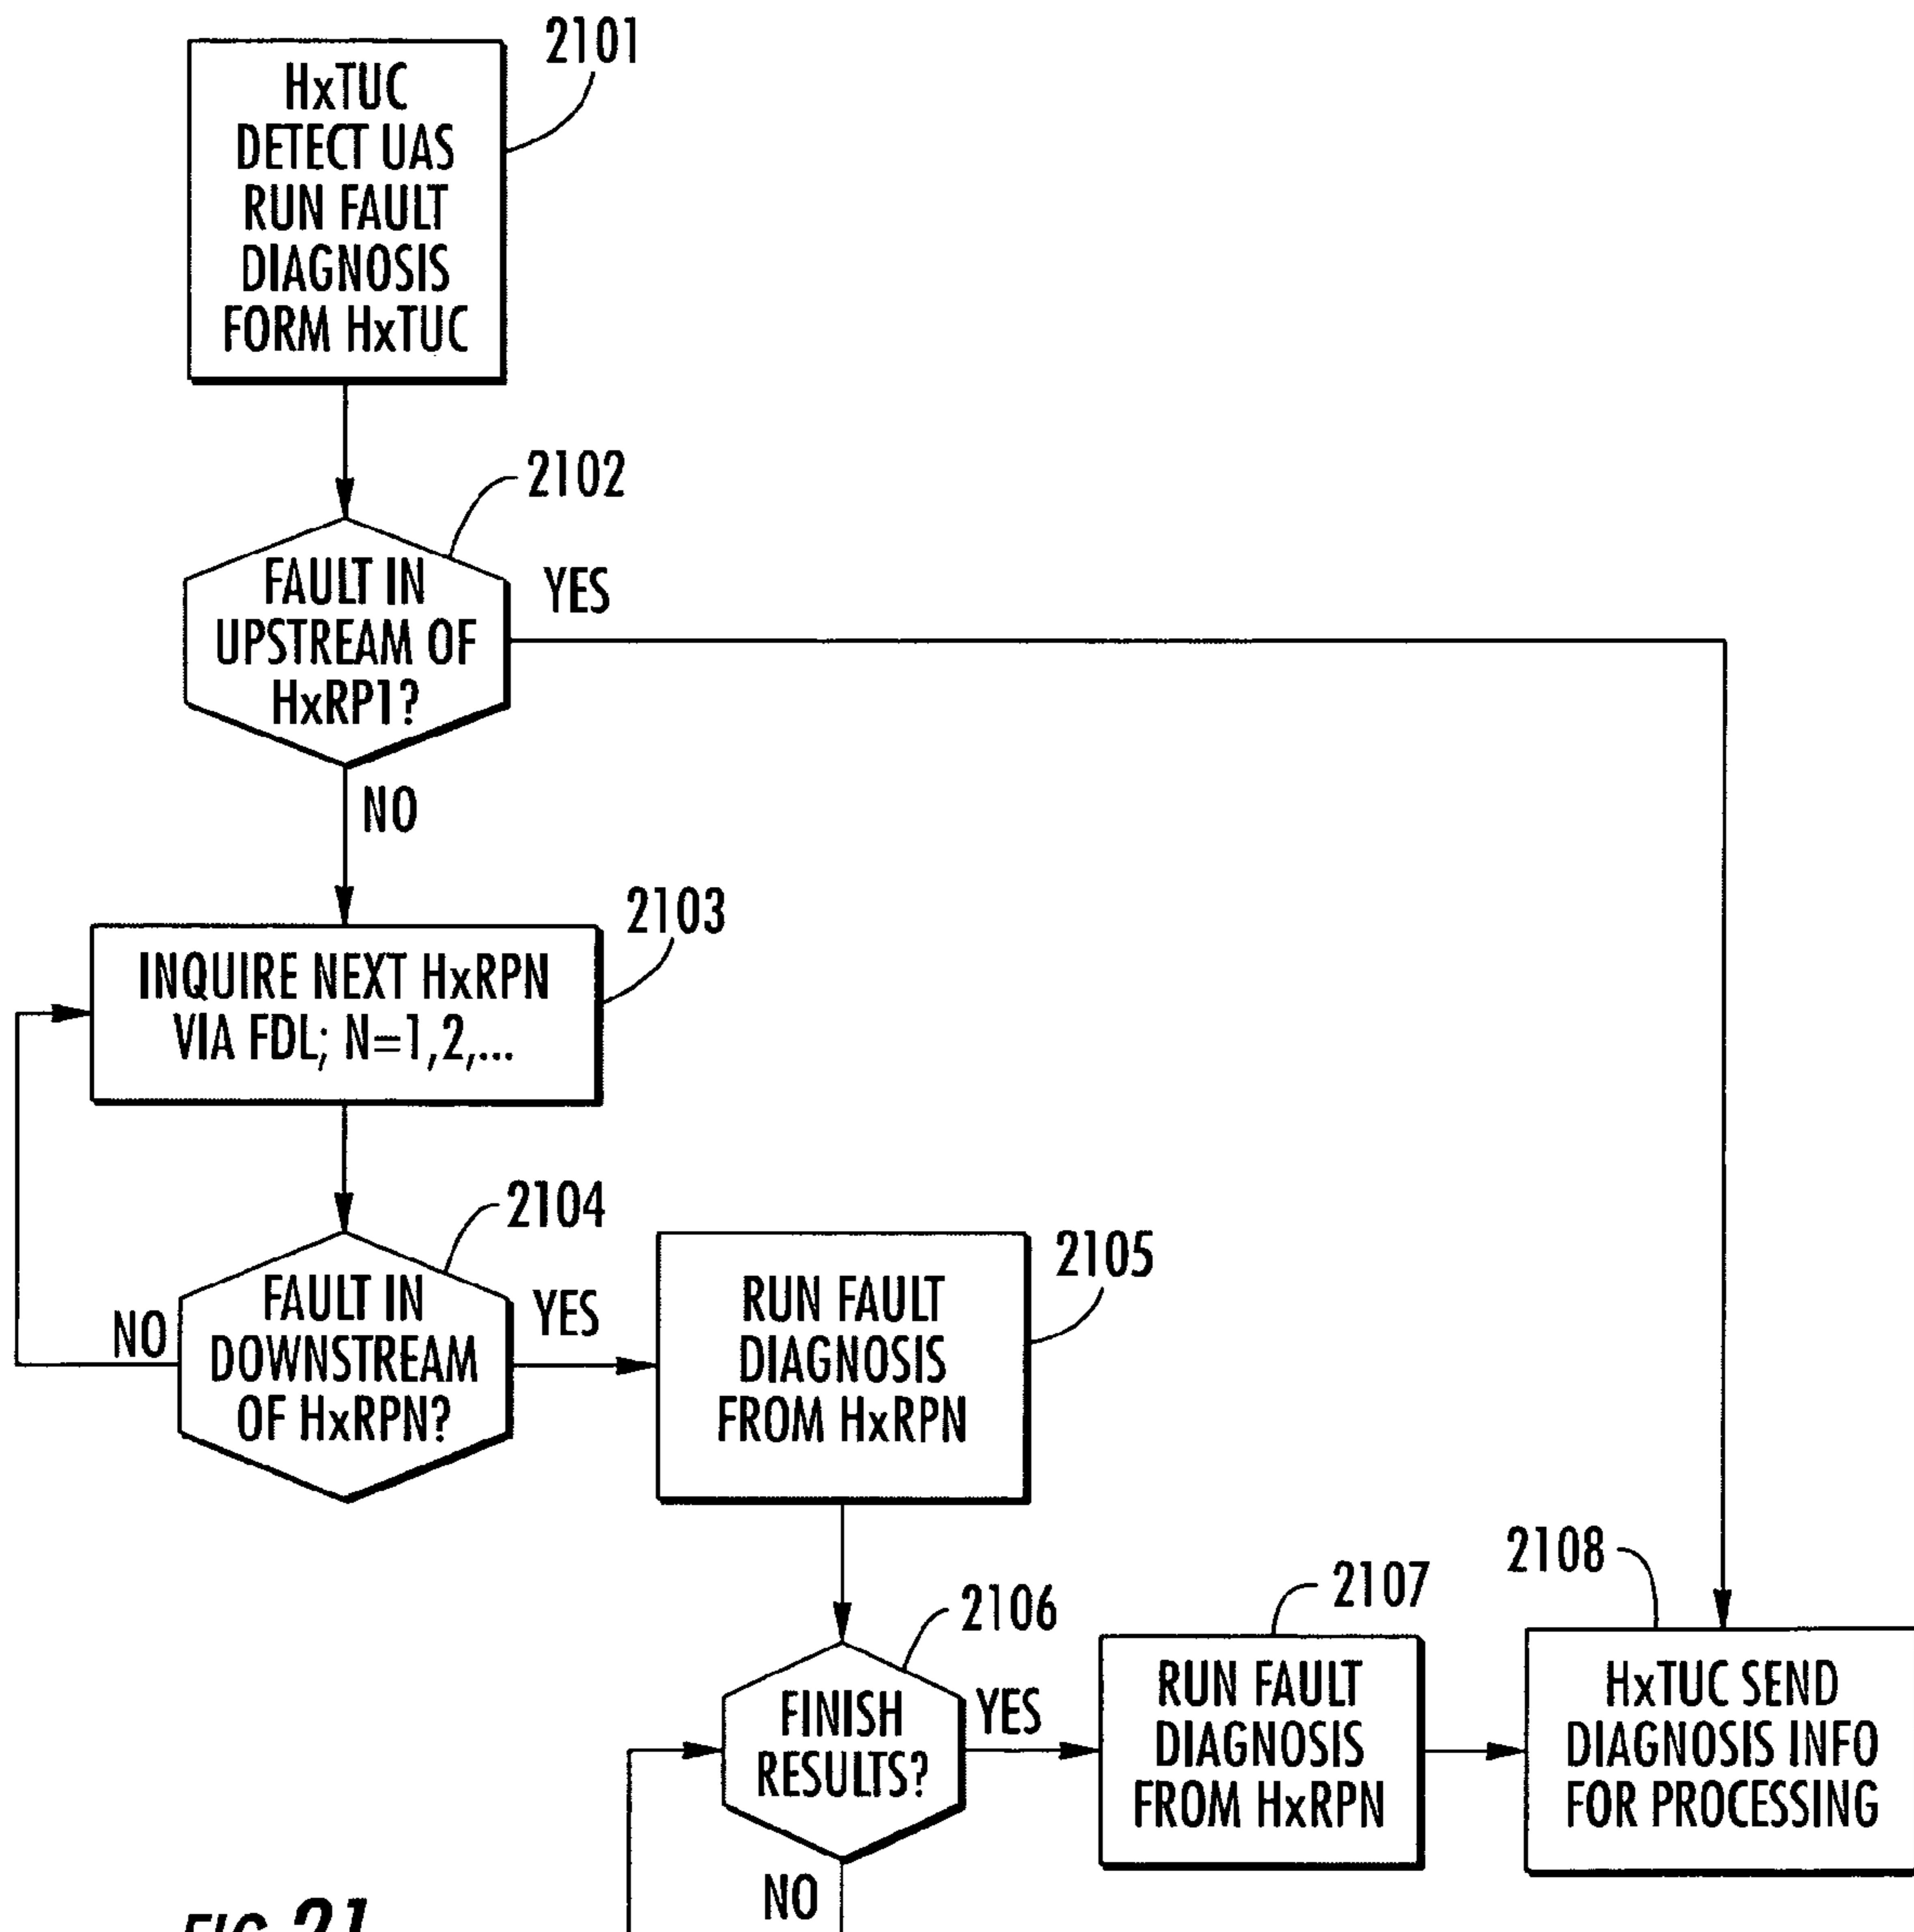 2101
HxTUC
DETECT UAS
RUN FAULT
DIAGNOSIS
FORM HxTUC
2102
FAULT IN
UPSTREAM OF
HxRP1?
YES
NO
2103
INQUIRE NEXT HxRPN
VIA FDL; N=1,2,...
2104
FAULT IN
DOWNSTREAM
OF HxRPN?
NO
YES
2105
RUN FAULT
DIAGNOSIS
FROM HxRPN
2106
FINISH
RESULTS?
YES
NO
2107
RUN FAULT
DIAGNOSIS
FROM HxRPN
2108
HxTUC SEND
DIAGNOSIS INFO
FOR PROCESSING
FIG. 21